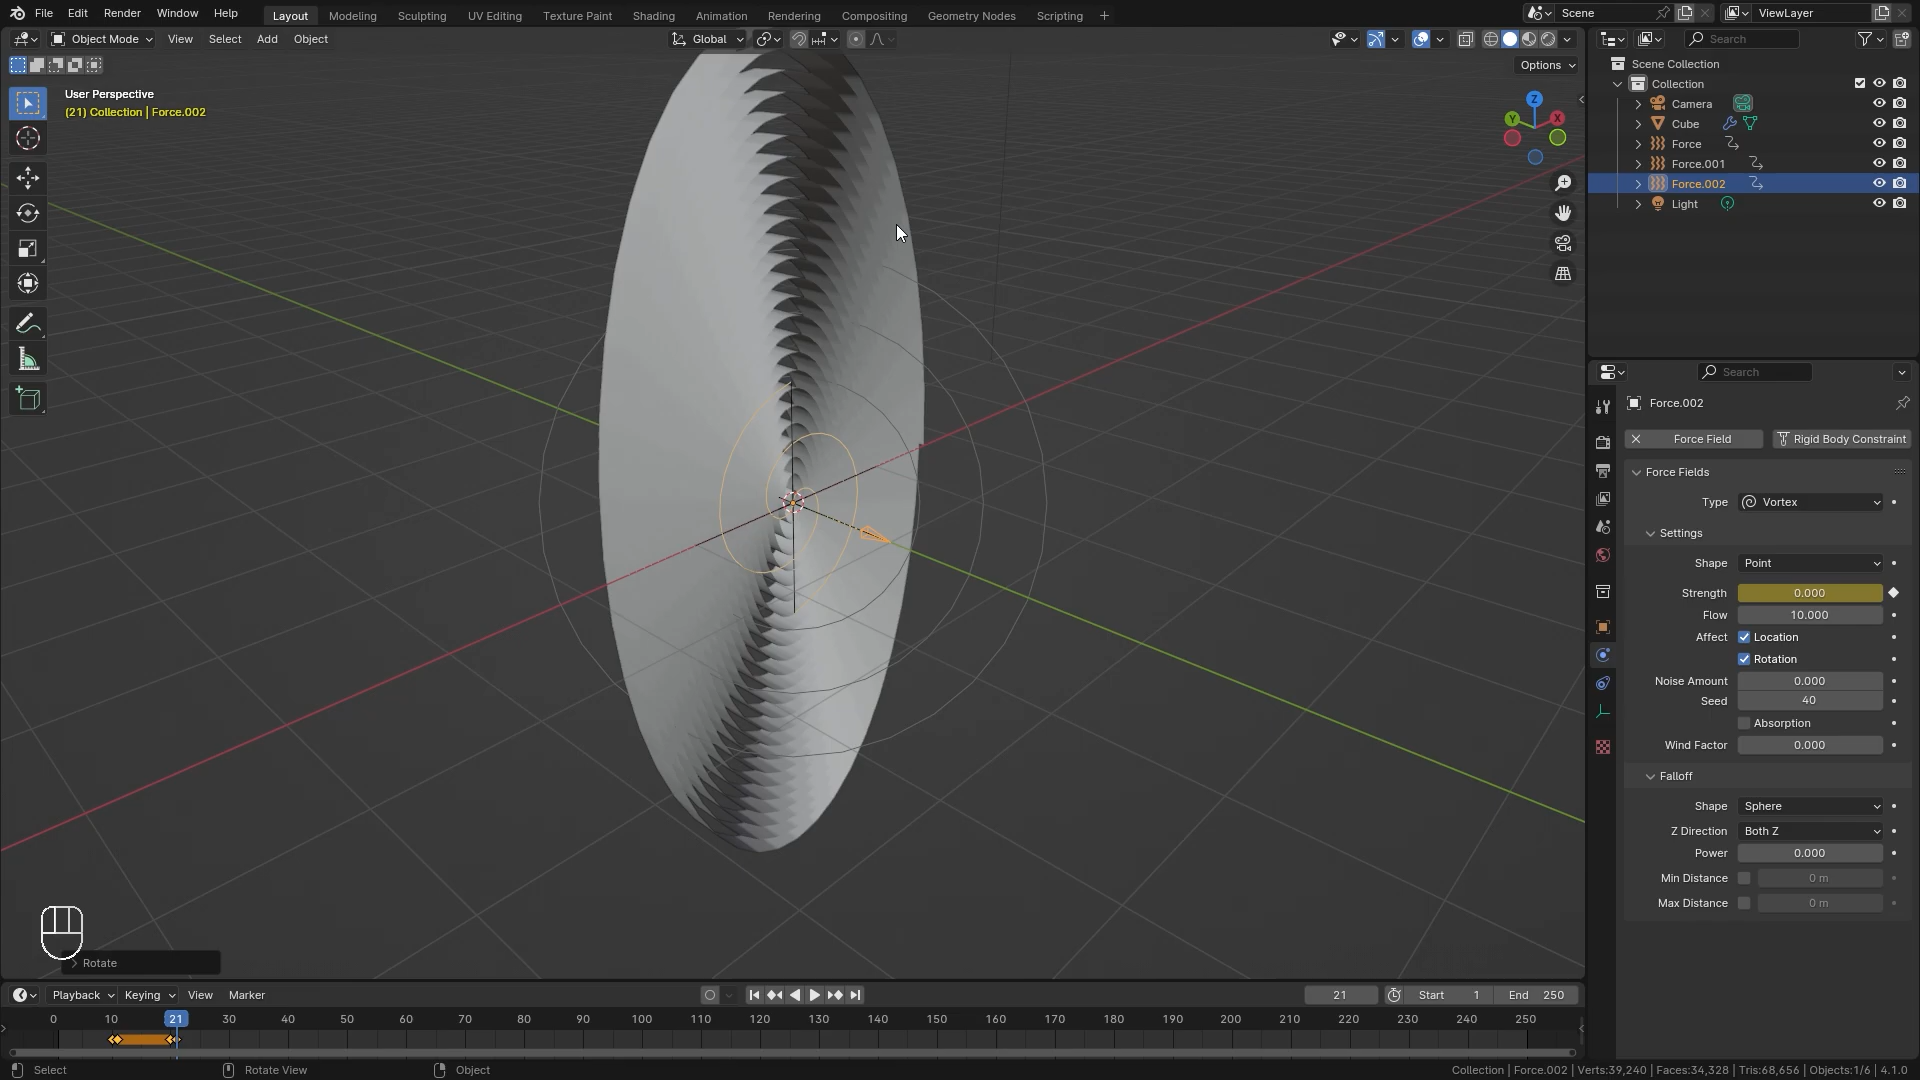 File Edit Render Window Help
Layout Modeling Sculpting UV Editing Texture Paint Shading Animation Rendering Compositing Geometry Nodes Scripting +
Scene
ViewLayer
Object Mode View Select Add Object
Global
Options
User Perspective
(21) Collection | Force.002
Z
Y
X
Search
Scene Collection
Collection
Camera
Cube
Force
Force.001
Force.002
Light
Search
Force.002
Force Field
Rigid Body Constraint
Force Fields
Type Vortex
Settings
Shape Point
Strength 0.000
Flow 10.000
Affect Location
Rotation
Noise Amount 0.000
Seed 40
Absorption
Wind Factor 0.000
Falloff
Shape Sphere
Z Direction Both Z
Power 0.000
Min Distance 0 m
Max Distance 0 m
Rotate
Playback Keying View Marker
21 Start 1 End 250
0 10 21 30 40 50 60 70 80 90 100 110 120 130 140 150 160 170 180 190 200 210 220 230 240 250
Select Rotate View Object
Collection | Force.002 | Verts:39,240 | Faces:34,328 | Tris:68,656 | Objects:1/6 | 4.1.0